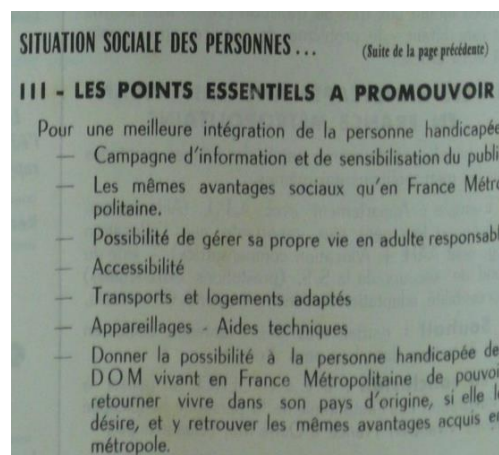 SITUATION SOCIALE DES PERSONNES... (Suite de la page précédente)
III - LES POINTS ESSENTIELS A PROMOUVOIR
Pour une meilleure intégration de la personne handicapée
— Campagne d'information et de sensibilisation du publi
— Les mêmes avantages sociaux qu'en France Métro
politaine.
— Possibilité de gérer sa propre vie en adulte responsabl
— Accessibilité
— Transports et logements adaptés
— Appareillages - Aides techniques
— Donner la possibilité à la personne handicapée de
DOM vivant en France Métropolitaine de pouvoi
retourner vivre dans son pays d'origine, si elle l
désire, et y retrouver les mêmes avantages acquis e
métropole.